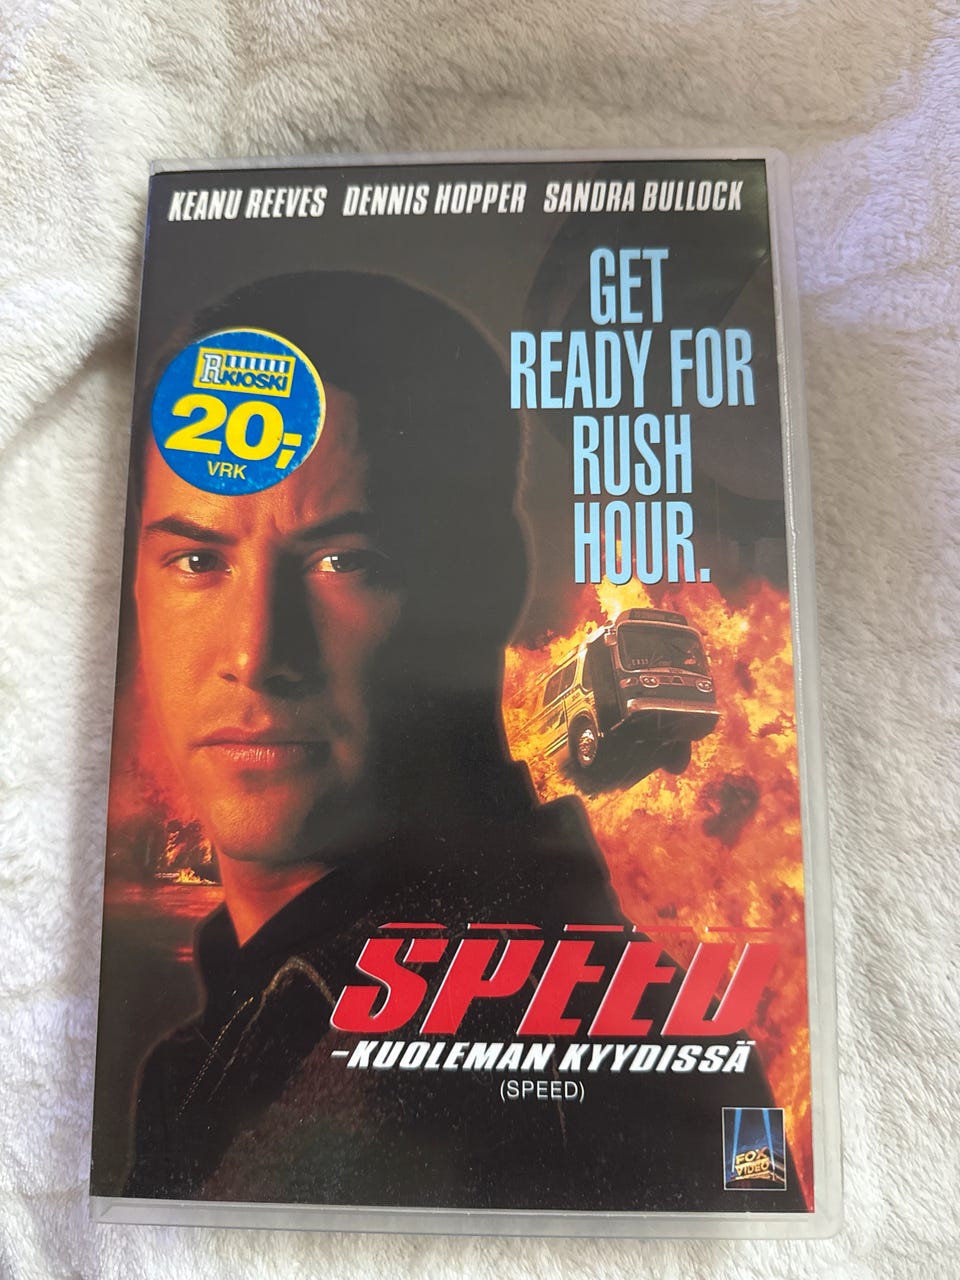 KEANU REEVES DENNIS HOPPER SANDRA BULLOCK
GET
READY FOR
RUSH
HOUR.
R KIOSKI
20,-
VRK
SPEED
-KUOLEMAN KYYDISSÄ
(SPEED)
FOX
VIDEO